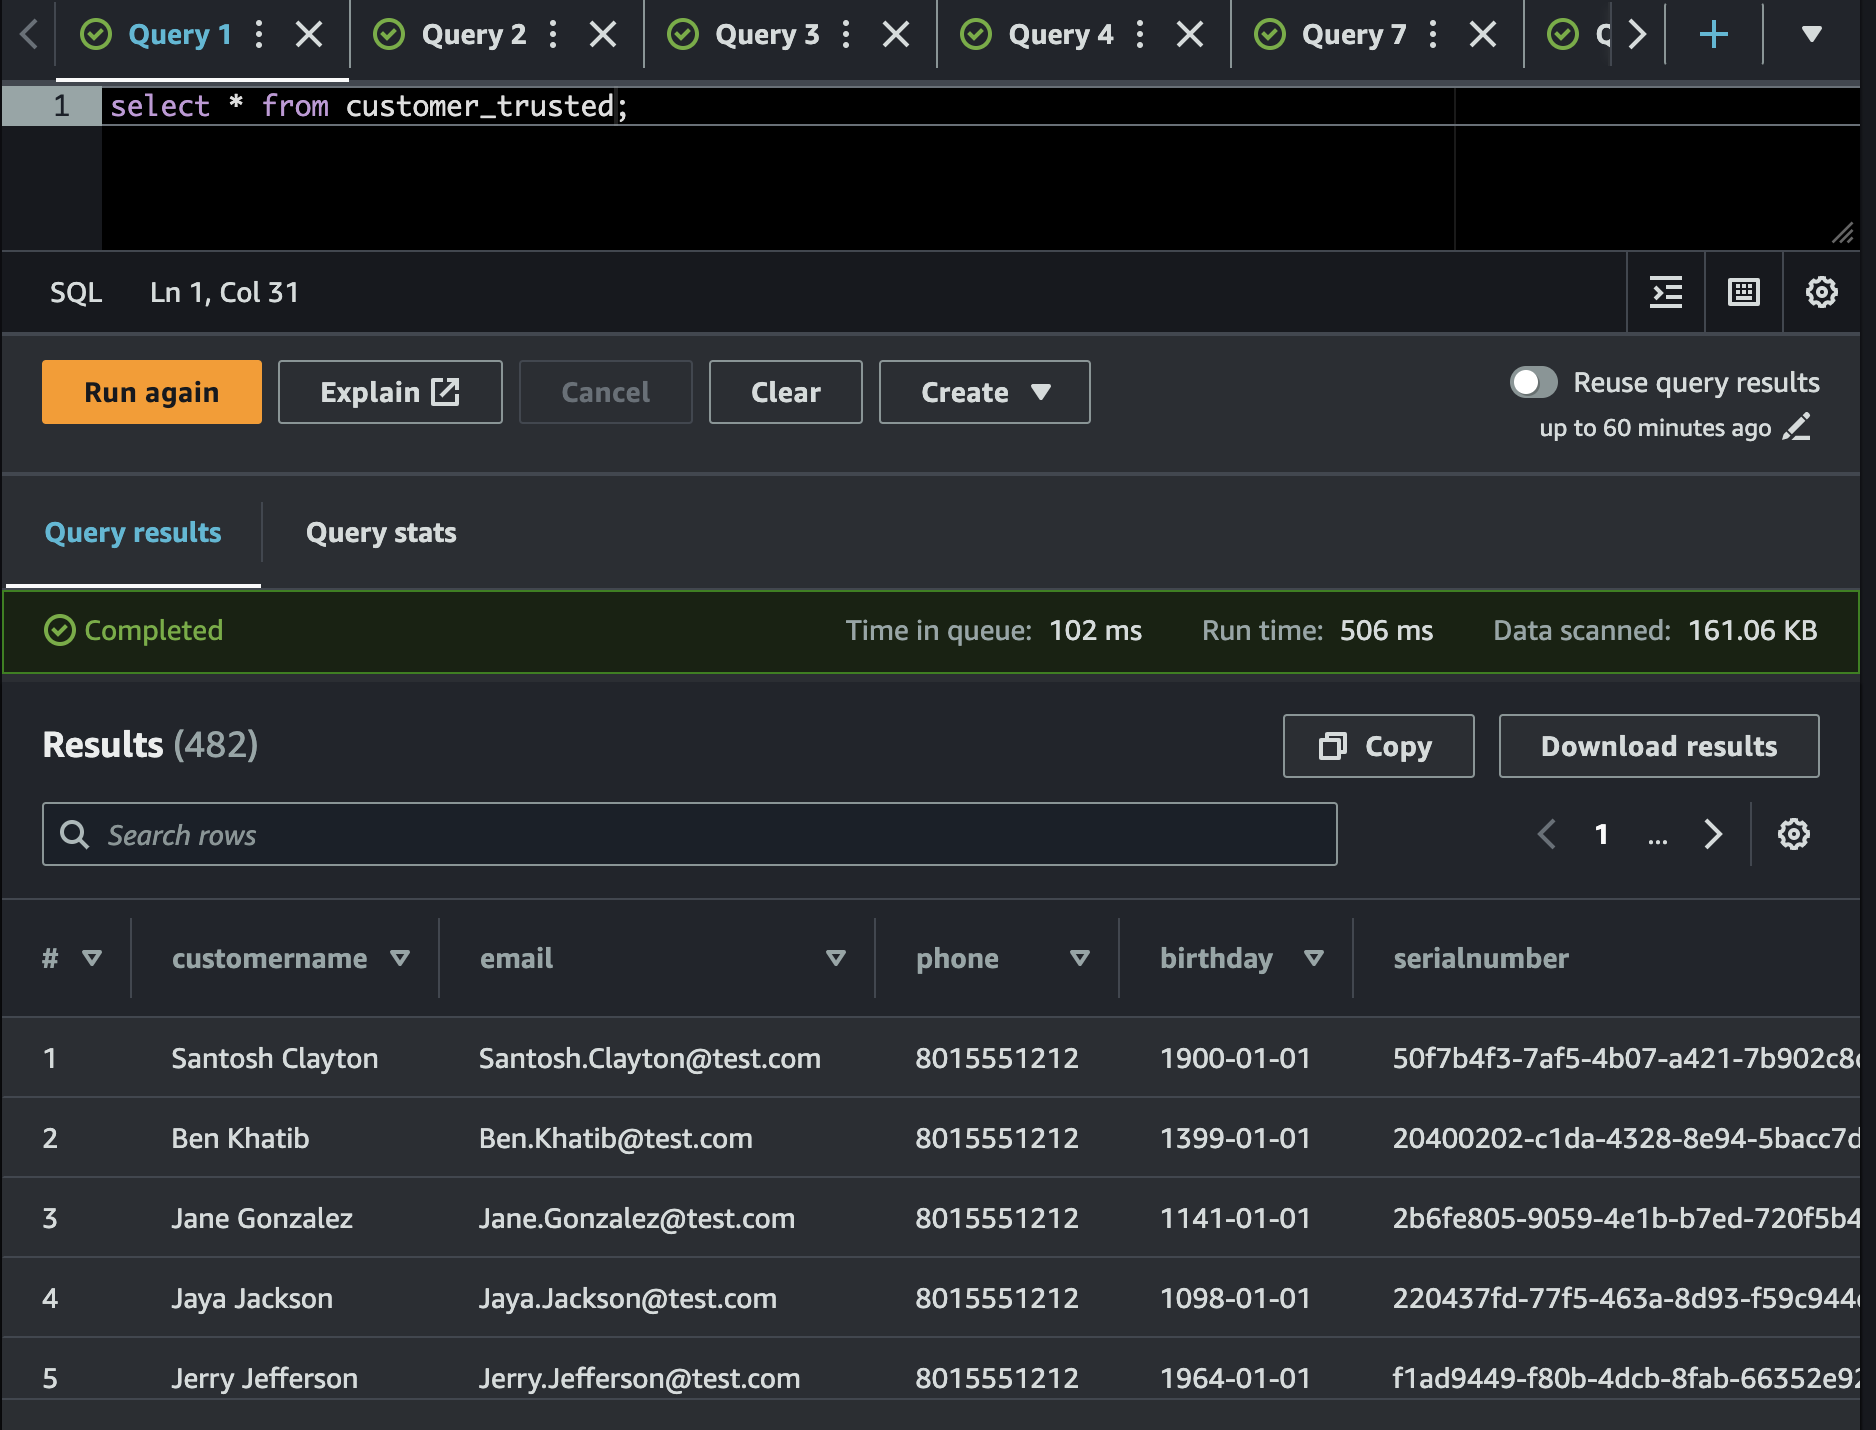 Query 1 Query 2 Query 3 Query 4 Query 7
1 select * from customer_trusted;
SQL Ln 1, Col 31
Run again Explain Cancel Clear Create Reuse query results
up to 60 minutes ago
Query results Query stats
Completed Time in queue: 102 ms Run time: 506 ms Data scanned: 161.06 KB
Results (482) Copy Download results
Search rows 1 ...
# customername email phone birthday serialnumber
1 Santosh Clayton Santosh.Clayton@test.com 8015551212 1900-01-01 50f7b4f3-7af5-4b07-a421-7b902c8
2 Ben Khatib Ben.Khatib@test.com 8015551212 1399-01-01 20400202-c1da-4328-8e94-5bacc7d
3 Jane Gonzalez Jane.Gonzalez@test.com 8015551212 1141-01-01 2b6fe805-9059-4e1b-b7ed-720f5b4
4 Jaya Jackson Jaya.Jackson@test.com 8015551212 1098-01-01 220437fd-77f5-463a-8d93-f59c944
5 Jerry Jefferson Jerry.Jefferson@test.com 8015551212 1964-01-01 f1ad9449-f80b-4dcb-8fab-66352e92